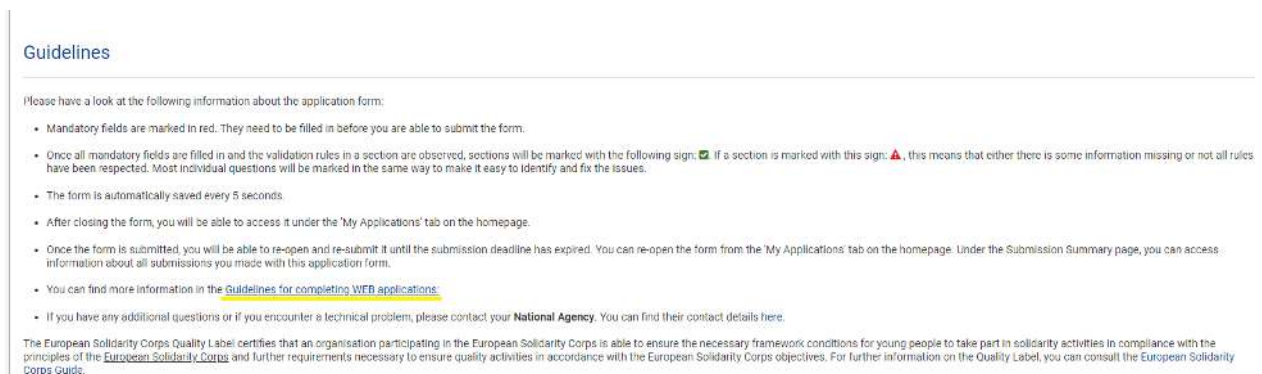 Guidelines
Please have a look at the following information about the application form:
• Mandatory fields are marked in red. They need to be filled in before you are able to submit the form.
• Once all mandatory fields are filled in and the validation rules in a section are observed, sections will be marked with the following sign: ✅. If a section is marked with this sign: ⚠, this means that either there is some information missing or not all rules
have been respected. Most individual questions will be marked in the same way to make it easy to identify and fix the issues.
• The form is automatically saved every 5 seconds.
• After closing the form, you will be able to access it under the 'My Applications' tab on the homepage.
• Once the form is submitted, you will be able to re-open and re-submit it until the submission deadline has expired. You can re-open the form from the 'My Applications' tab on the homepage. Under the Submission Summary page, you can access
information about all submissions you made with this application form.
• You can find more information in the Guidelines for completing WEB applications.
• If you have any additional questions or if you encounter a technical problem, please contact your National Agency. You can find their contact details here.
The European Solidarity Corps Quality Label certifies that an organisation participating in the European Solidarity Corps is able to ensure the necessary framework conditions for young people to take part in solidarity activities in compliance with the
principles of the European Solidarity Corps and further requirements necessary to ensure quality activities in accordance with the European Solidarity Corps objectives. For further information on the Quality Label, you can consult the European Solidarity
Corps Guide.